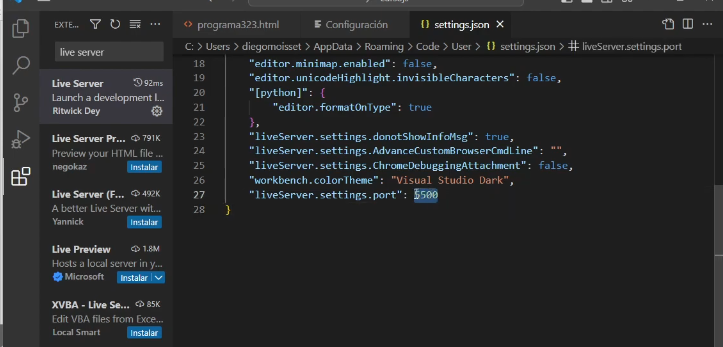 EXTE...
programa323.html
Configuración
settings.json
live server
C: > Users > diegomoisset > AppData > Roaming > Code > User > {} settings.json > # liveServer.settings.port
Live Server
92ms
Launch a development l...
Ritwick Dey
Live Server Pr...
791K
Preview your HTML file ...
negokaz
Instalar
Live Server (F...
492K
A better Live Server wit...
Yannick
Instalar
Live Preview
1.8M
Hosts a local server in y...
Microsoft
Instalar
XVBA - Live Se...
85K
Edit VBA files from Exce...
Local Smart
Instalar
18 "editor.minimap.enabled": false,
19 "editor.unicodeHighlight.invisibleCharacters": false,
20 "[python]": {
21 "editor.formatOnType": true
22 },
23 "liveServer.settings.donotShowInfoMsg": true,
24 "liveServer.settings.AdvanceCustomBrowserCmdLine": "",
25 "liveServer.settings.ChromeDebuggingAttachment": false,
26 "workbench.colorTheme": "Visual Studio Dark",
27 "liveServer.settings.port": 5500
28 }